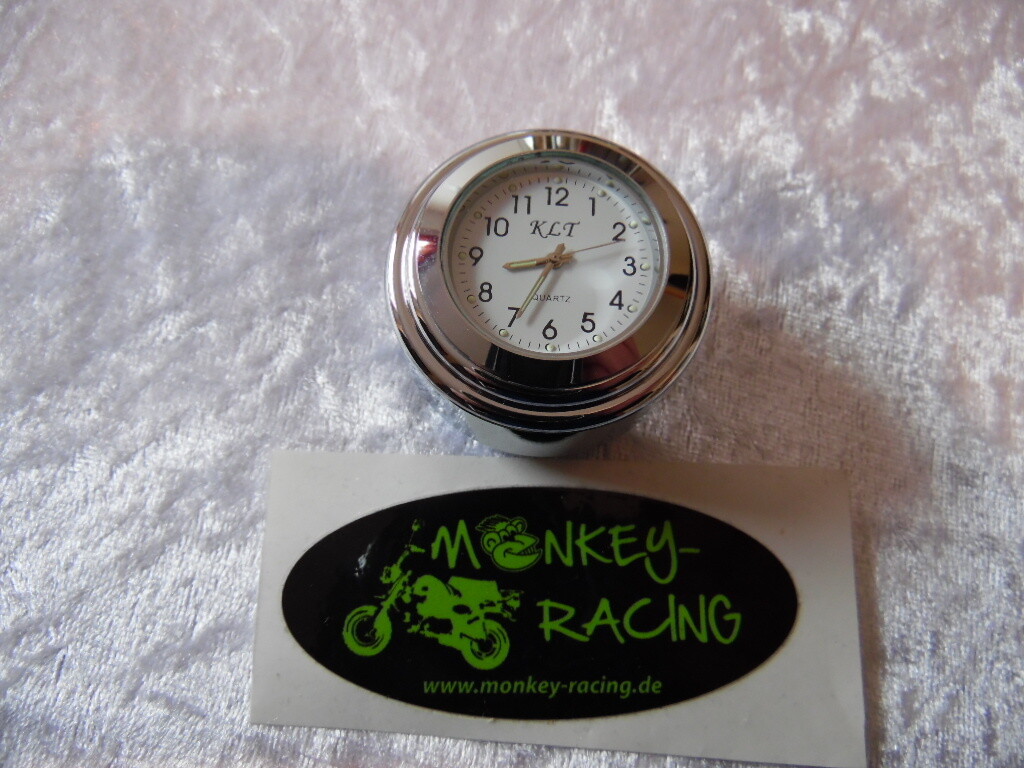 12
11 1
10 KLT 2
9 3
8 QUARTZ 4
7 6 5
MONKEY-
RACING
www.monkey-racing.de